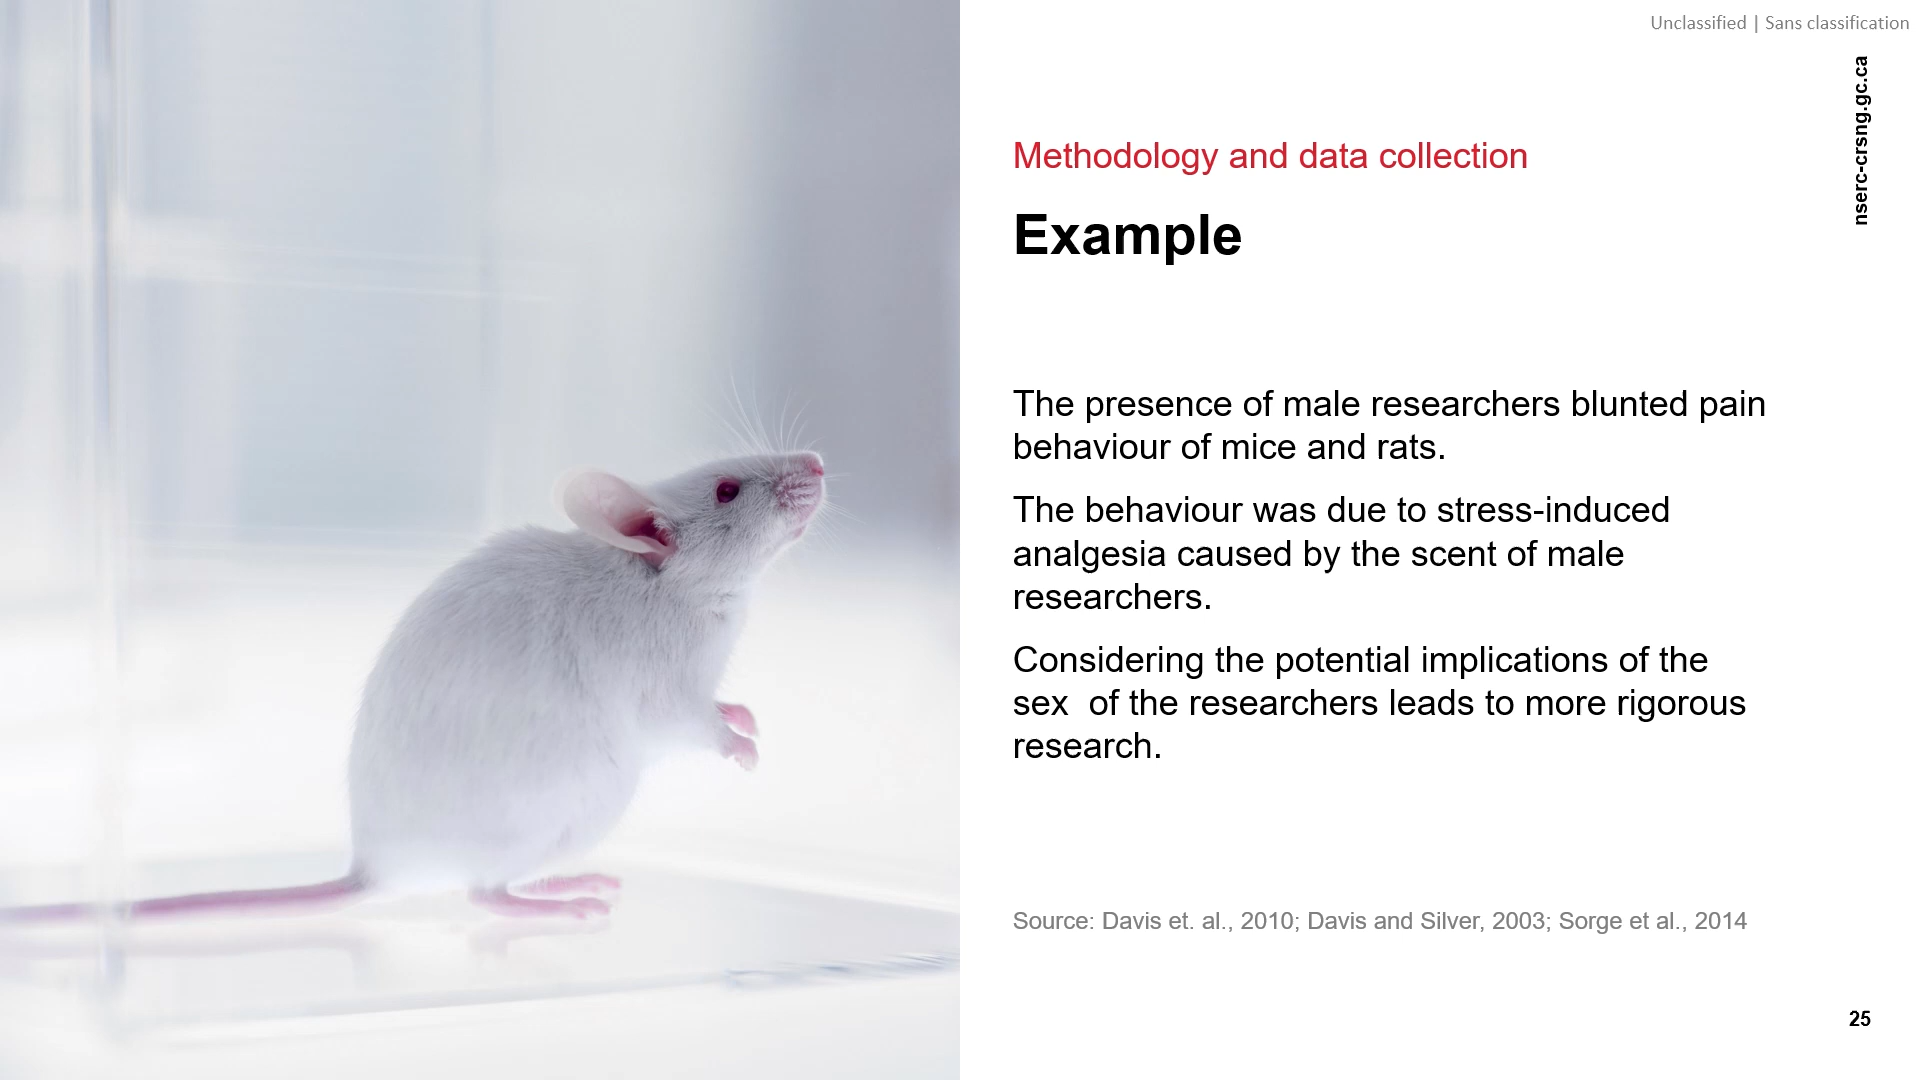 Unclassified | Sans classification
nserc-crsng.gc.ca
Methodology and data collection
Example
The presence of male researchers blunted pain
behaviour of mice and rats.
The behaviour was due to stress-induced
analgesia caused by the scent of male
researchers.
Considering the potential implications of the
sex  of the researchers leads to more rigorous
research.
Source: Davis et. al., 2010; Davis and Silver, 2003; Sorge et al., 2014
25